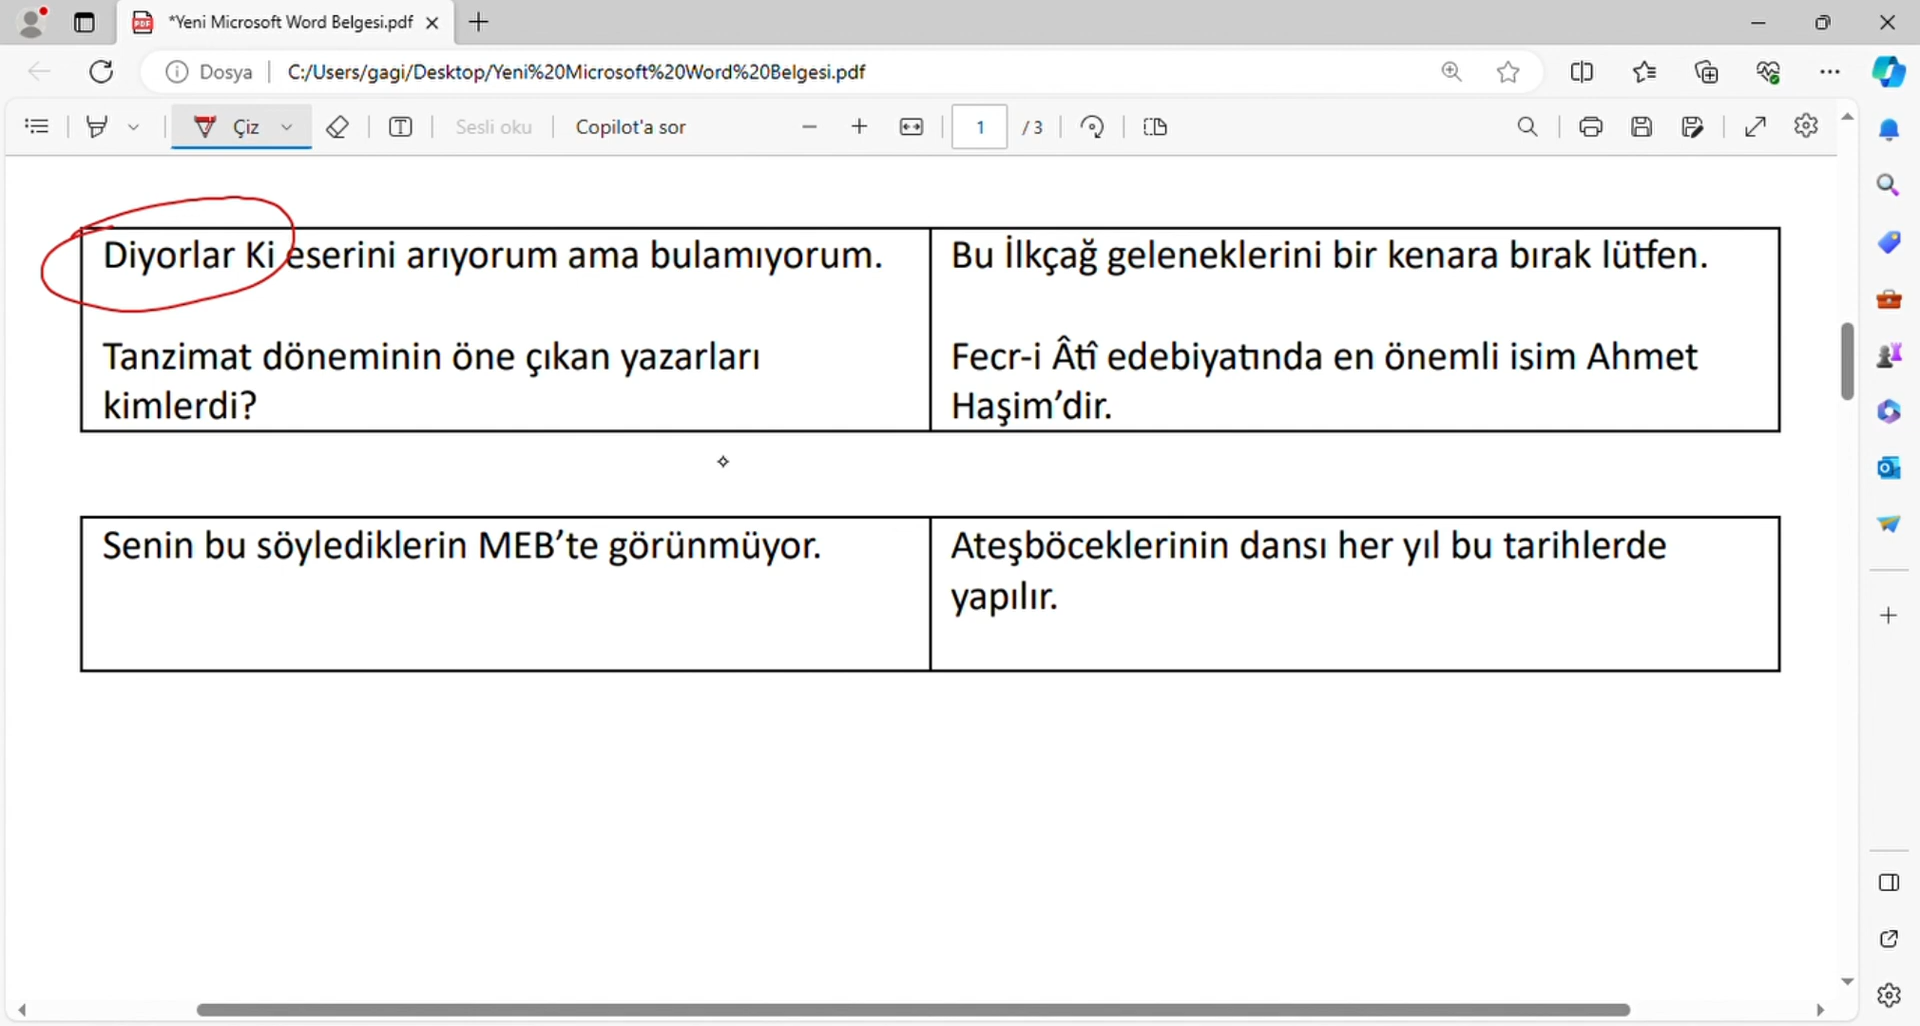 *Yeni Microsoft Word Belgesi.pdf
Dosya
C:/Users/gagi/Desktop/Yeni%20Microsoft%20Word%20Belgesi.pdf
Çiz
Sesli oku
Copilot'a sor
1 / 3
Diyorlar Ki eserini arıyorum ama bulamıyorum.
Tanzimat döneminin öne çıkan yazarları
kimlerdi?
Bu İlkçağ geleneklerini bir kenara bırak lütfen.
Fecr-i Âtî edebiyatında en önemli isim Ahmet
Haşim’dir.
Senin bu söylediklerin MEB’te görünmüyor.
Ateşböceklerinin dansı her yıl bu tarihlerde
yapılır.